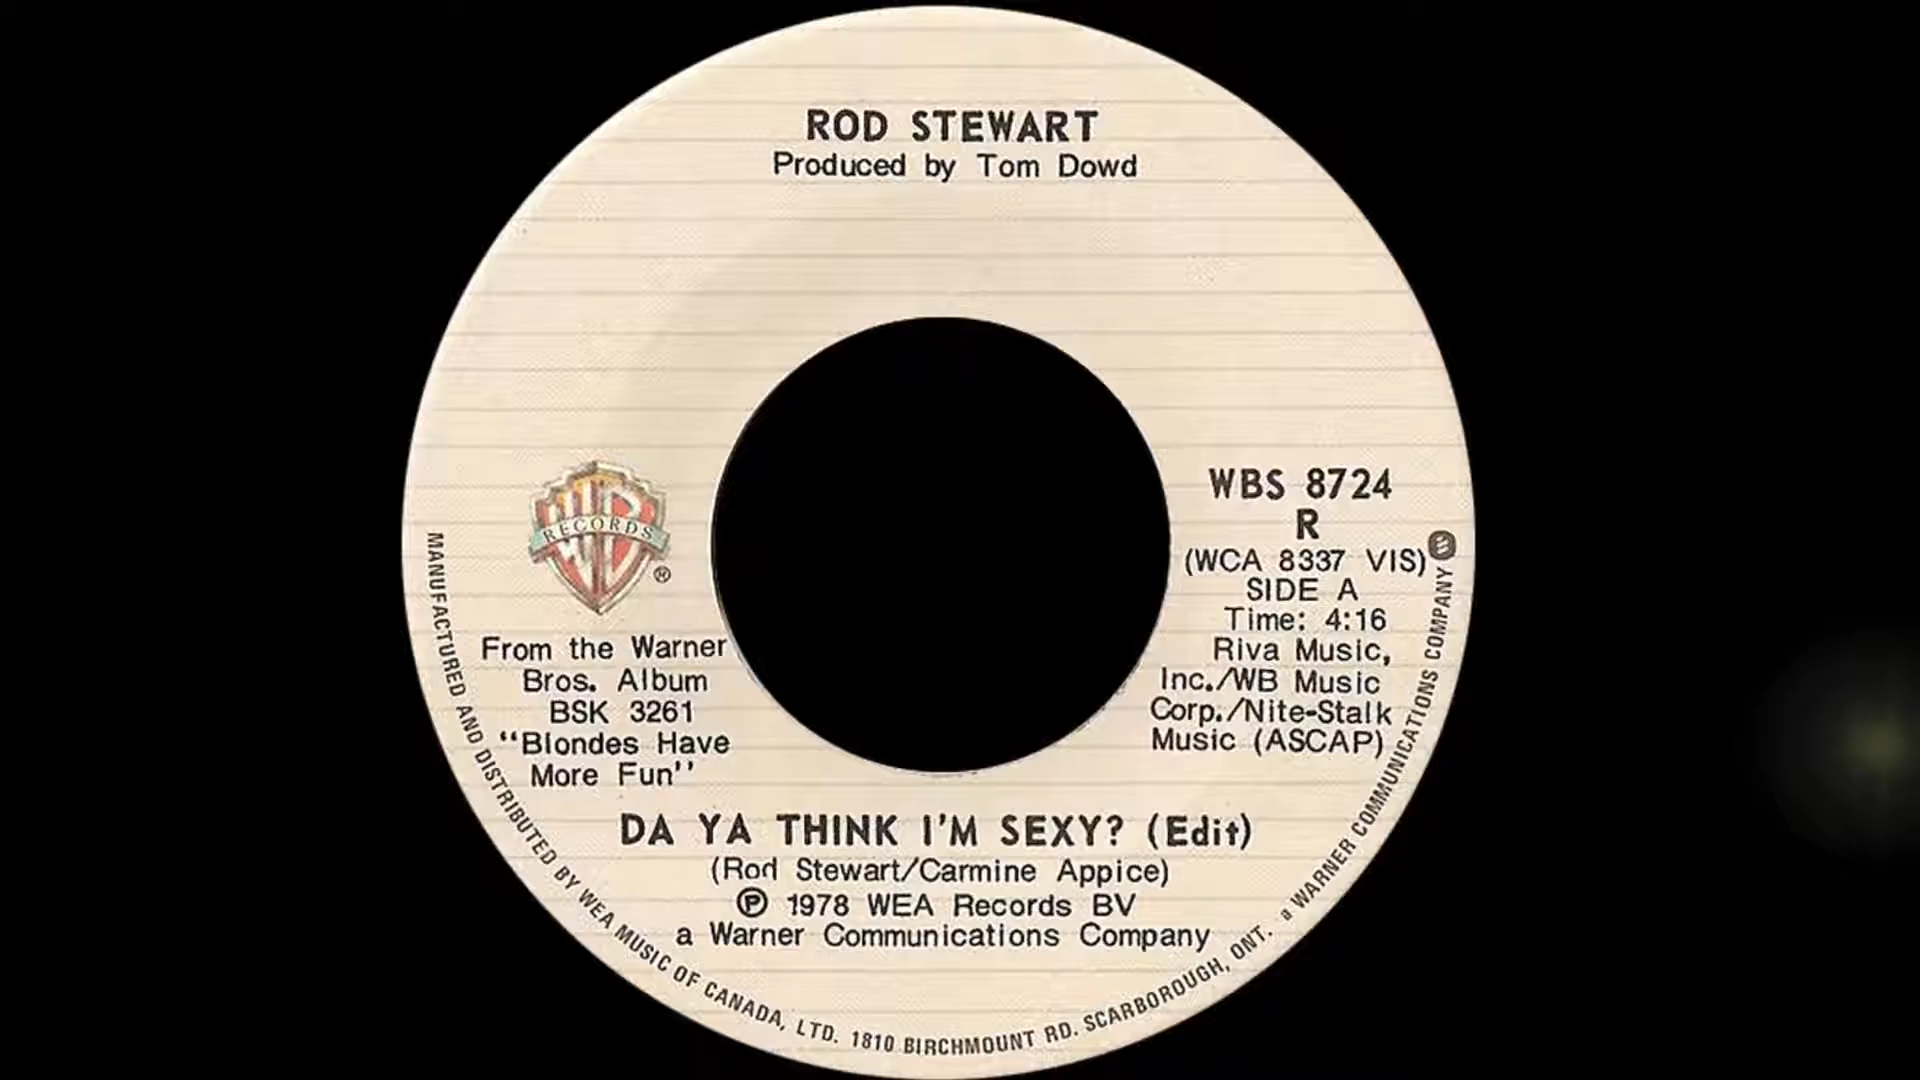 ROD STEWART
Produced by Tom Dowd
RECORDS
®
From the Warner
Bros. Album
BSK 3261
“Blondes Have
More Fun’’
WBS 8724
R
(WCA 8337 VIS)
SIDE A
Time: 4:16
Riva Music,
Inc./WB Music
Corp./Nite-Stalk
Music (ASCAP)
DA YA THINK I'M SEXY? (Edit)
(Rod Stewart/Carmine Appice)
℗ 1978 WEA Records BV
a Warner Communications Company
MANUFACTURED AND DISTRIBUTED BY WEA MUSIC OF CANADA, LTD. 1810 BIRCHMOUNT RD. SCARBOROUGH, ONT. a WARNER COMMUNICATIONS COMPANY